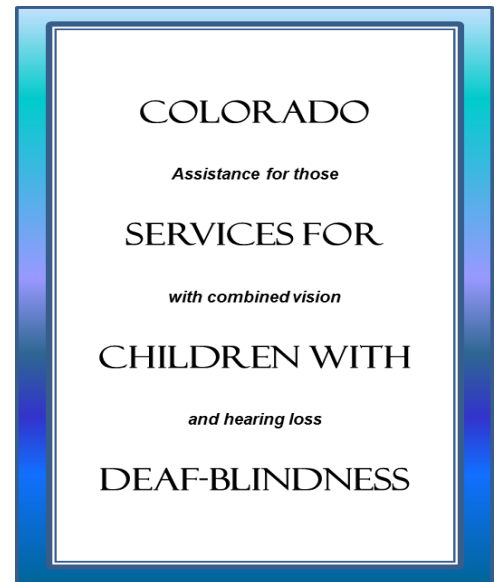 COLORADO
Assistance for those
SERVICES FOR
with combined vision
CHILDREN WITH
and hearing loss
DEAF-BLINDNESS